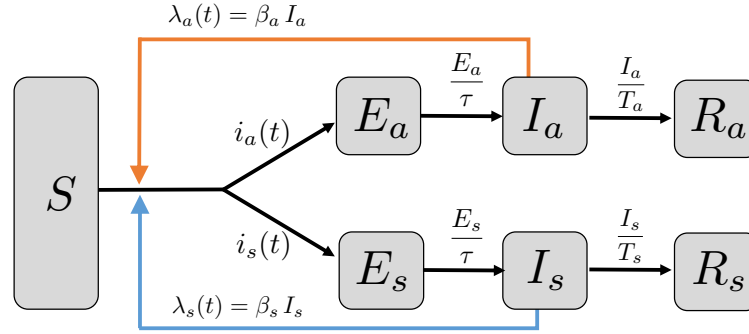 λ_a(t) = β_a I_a
E_a/τ
I_a/T_a
i_a(t)
E_a
I_a
R_a
S
i_s(t)
E_s/τ
I_s/T_s
E_s
I_s
R_s
λ_s(t) = β_s I_s